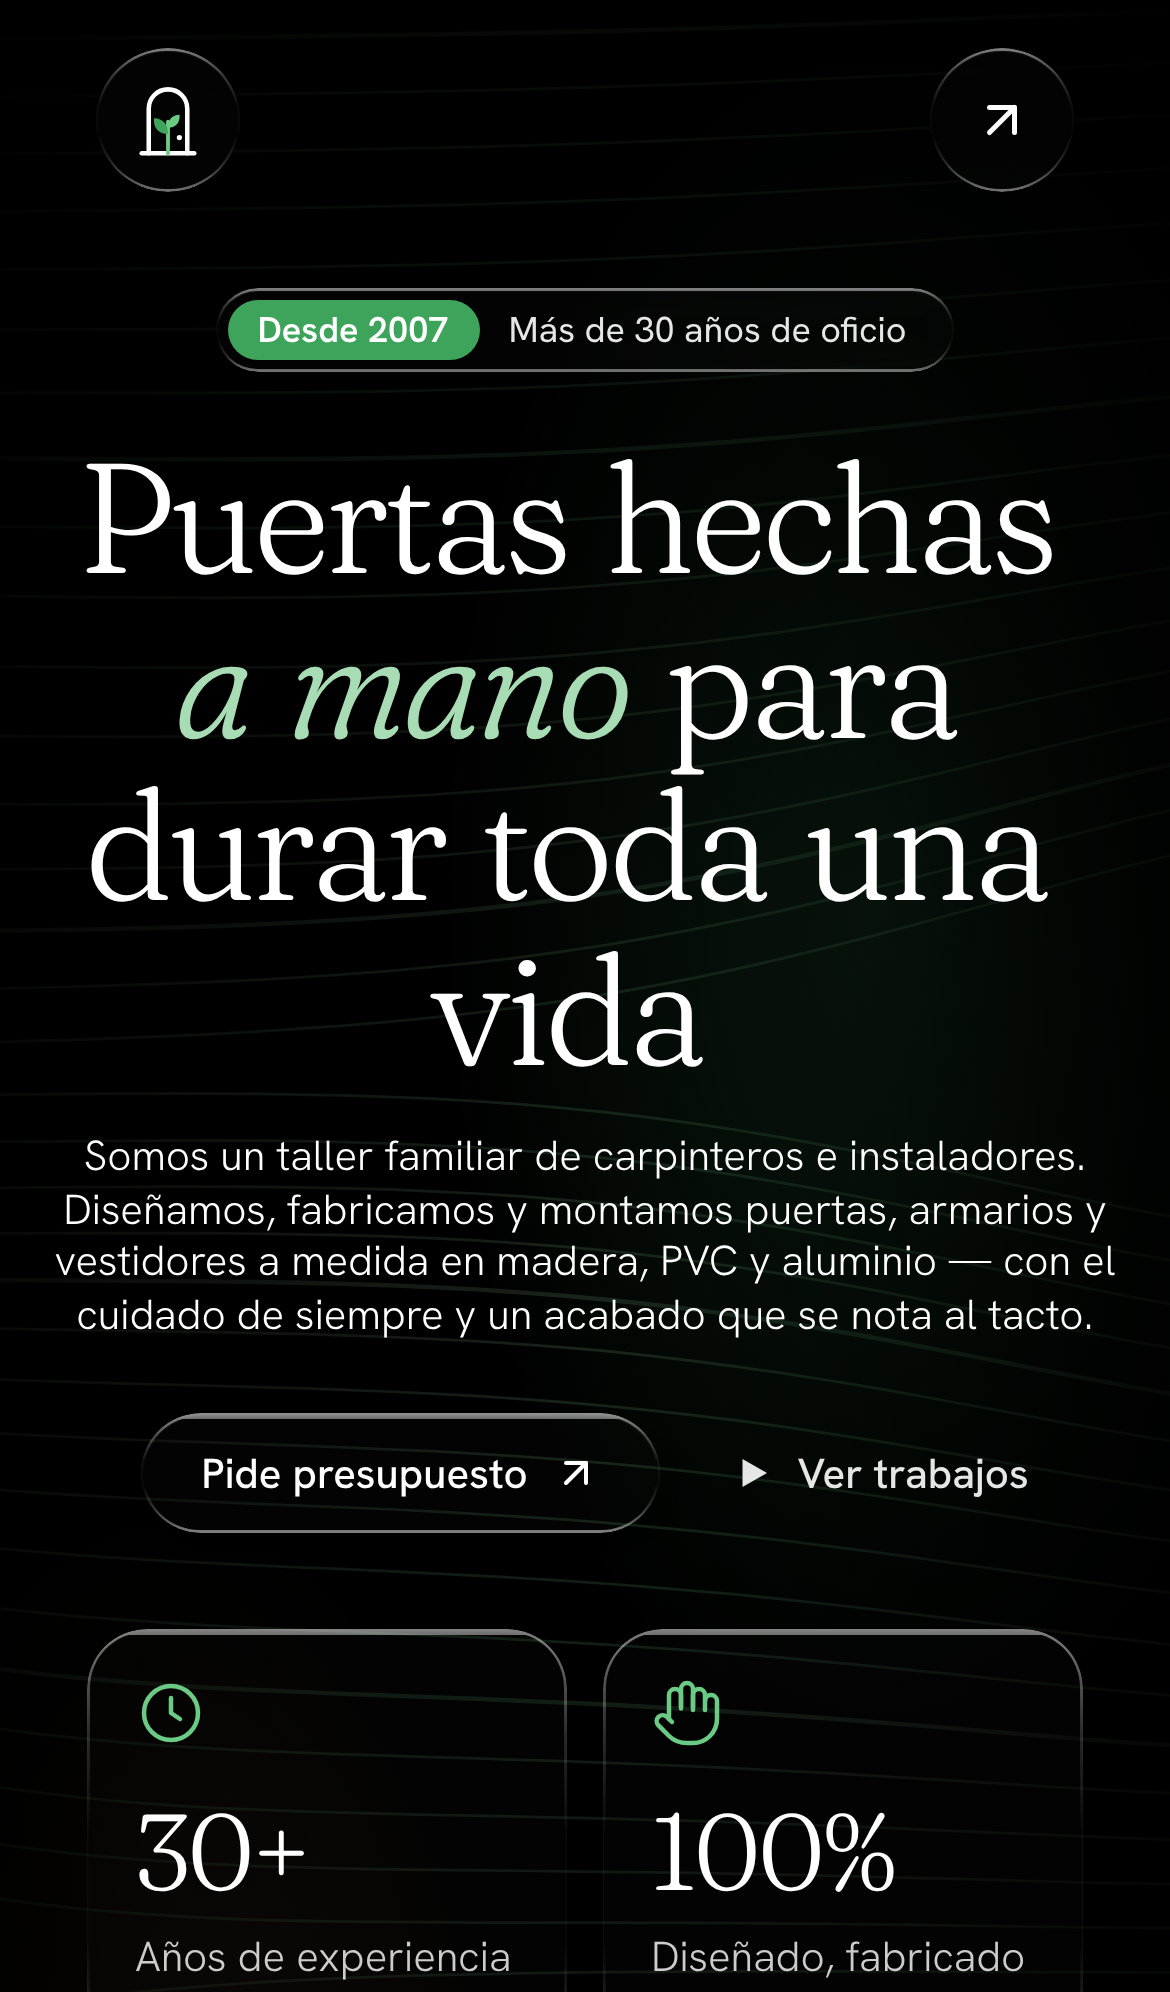 Desde 2007 Más de 30 años de oficio
Puertas hechas
a mano para
durar toda una
vida
Somos un taller familiar de carpinteros e instaladores.
Diseñamos, fabricamos y montamos puertas, armarios y
vestidores a medida en madera, PVC y aluminio — con el
cuidado de siempre y un acabado que se nota al tacto.
Pide presupuesto Ver trabajos
30+ 100%
Años de experiencia Diseñado, fabricado